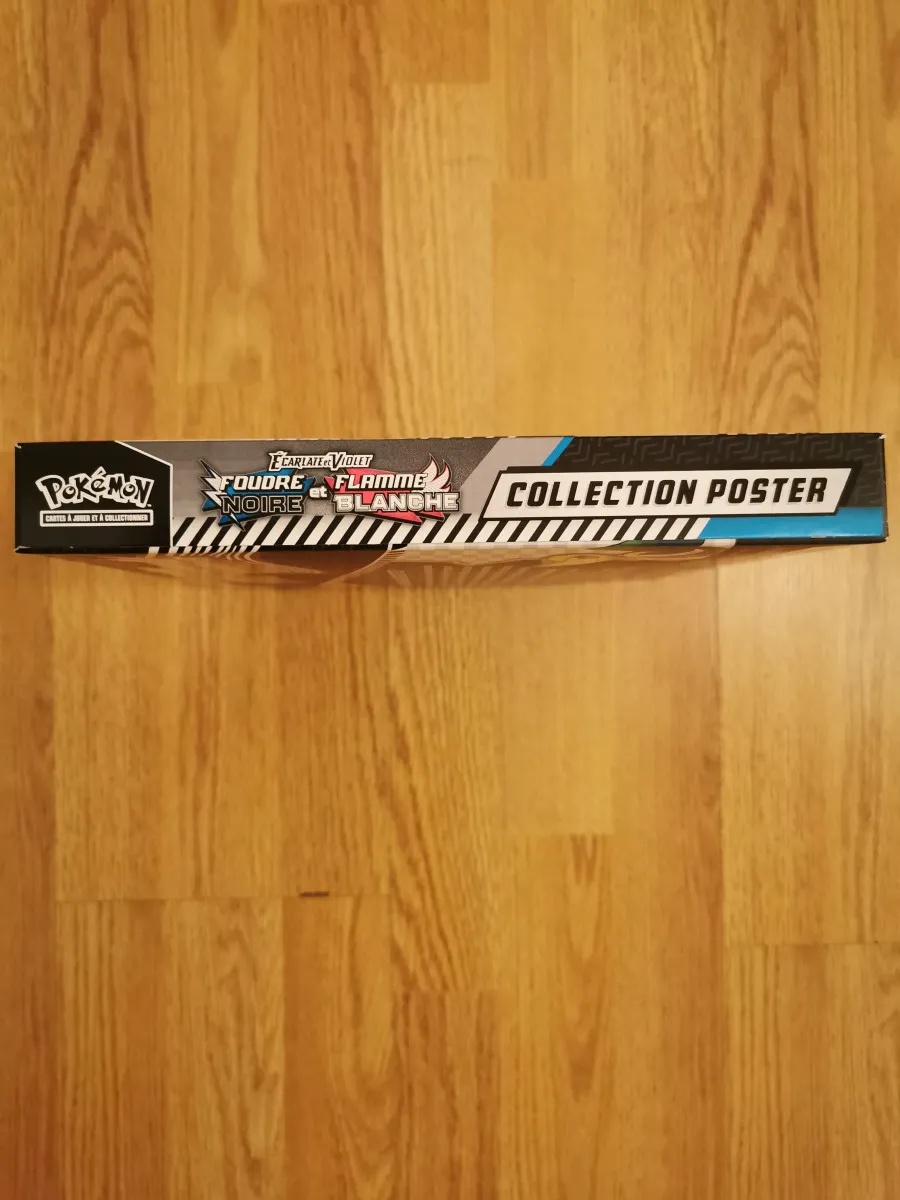 POKÉMON
CARTES À JOUER ET À COLLECTIONNER
ÉCARLATE ET VIOLET
FOUDRE NOIRE et FLAMME BLANCHE
COLLECTION POSTER